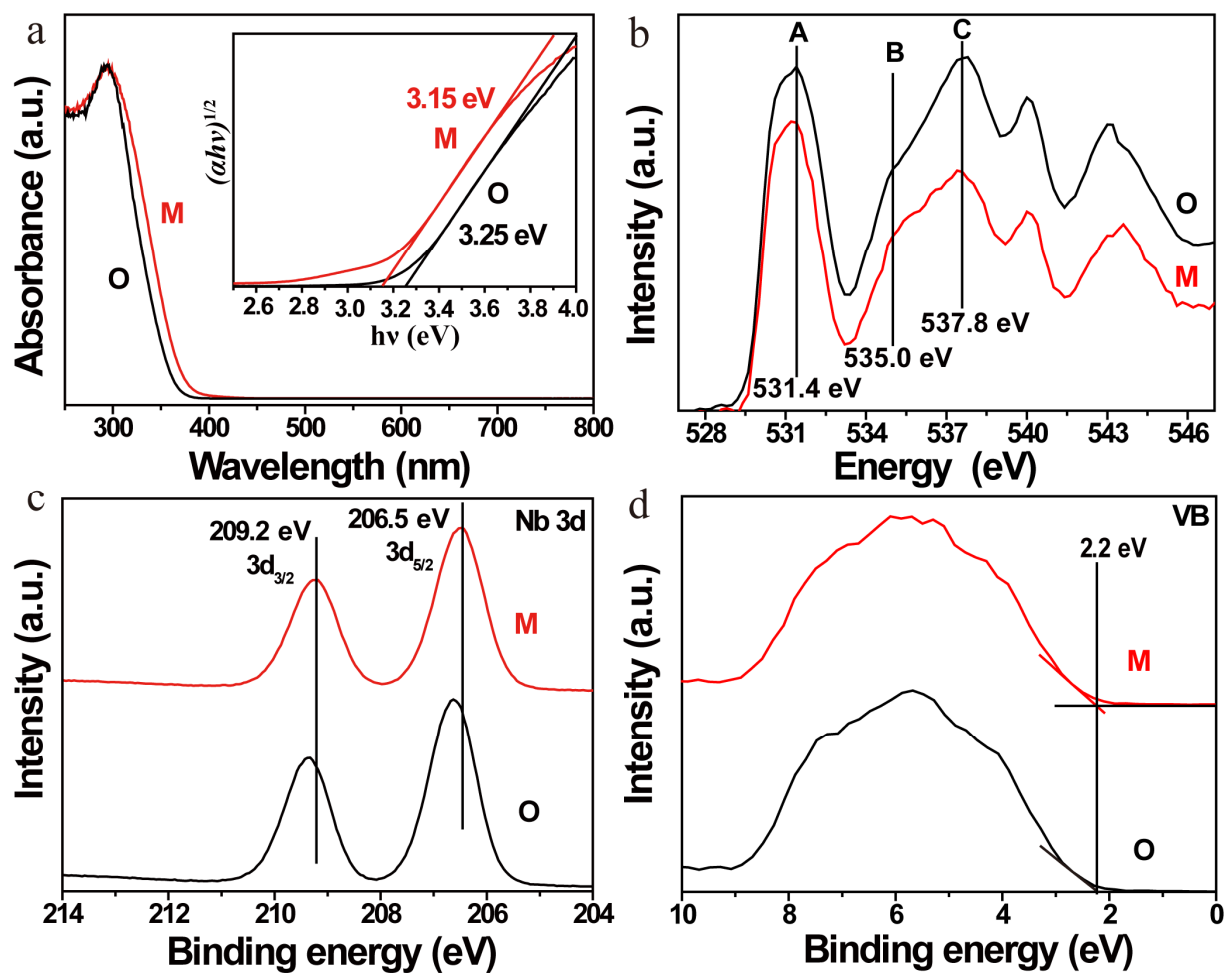 a
Absorbance (a.u.)
M
O
300 400 500 600 700 800
Wavelength (nm)
(αhν)^{1/2}
3.15 eV
M
O
3.25 eV
2.6 2.8 3.0 3.2 3.4 3.6 3.8 4.0
hν (eV)
b
Intensity (a.u.)
A
B
C
O
M
537.8 eV
535.0 eV
531.4 eV
528 531 534 537 540 543 546
Energy (eV)
c
Intensity (a.u.)
209.2 eV
3d_{3/2}
206.5 eV
3d_{5/2}
Nb 3d
M
O
214 212 210 208 206 204
Binding energy (eV)
d
Intensity (a.u.)
VB
2.2 eV
M
O
10 8 6 4 2 0
Binding energy (eV)